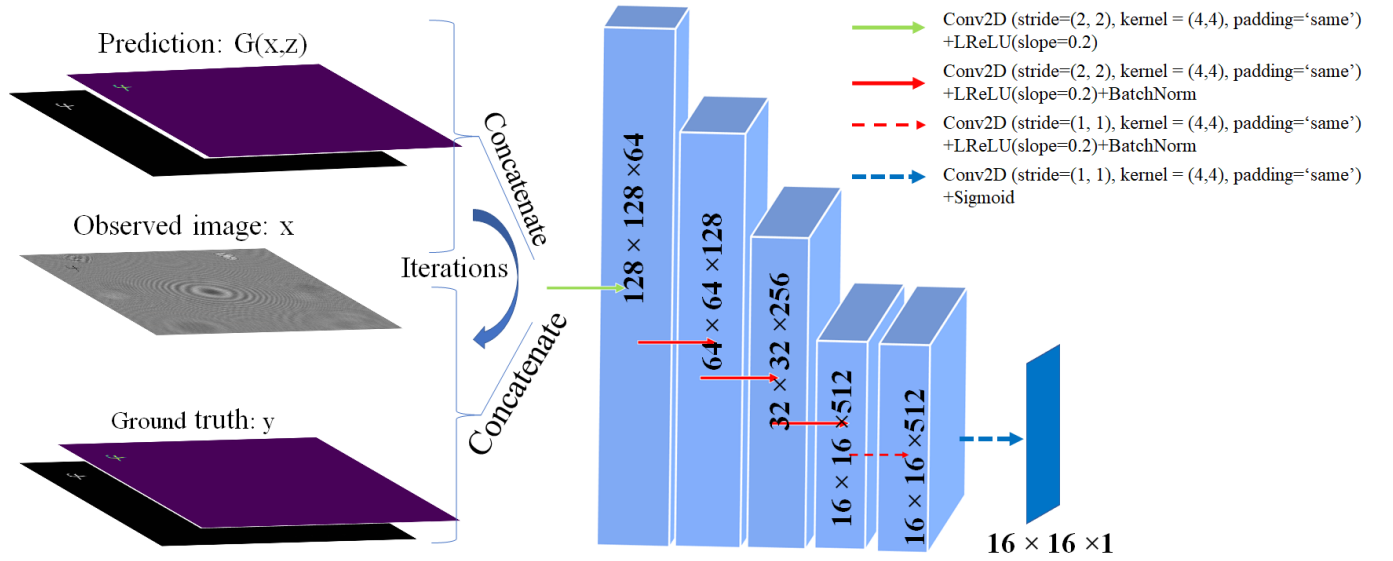 Prediction: G(x,z)
Observed image: x
Iterations
Ground truth: y
Concatenate
Concatenate
128 × 128 ×64
64 × 64 ×128
32 × 32 ×256
16 × 16 ×512
16 × 16 ×512
16 × 16 ×1
Conv2D (stride=(2, 2), kernel = (4,4), padding=‘same’)
+LReLU(slope=0.2)
Conv2D (stride=(2, 2), kernel = (4,4), padding=‘same’)
+LReLU(slope=0.2)+BatchNorm
Conv2D (stride=(1, 1), kernel = (4,4), padding=‘same’)
+LReLU(slope=0.2)+BatchNorm
Conv2D (stride=(1, 1), kernel = (4,4), padding=‘same’)
+Sigmoid